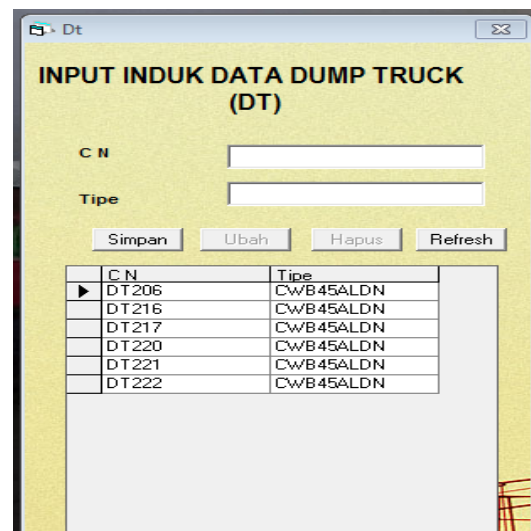 Dt
INPUT INDUK DATA DUMP TRUCK
(DT)
C N
Tipe
Simpan Ubah Hapus Refresh
C N Tipe
DT206 CWB45ALDN
DT216 CWB45ALDN
DT217 CWB45ALDN
DT220 CWB45ALDN
DT221 CWB45ALDN
DT222 CWB45ALDN